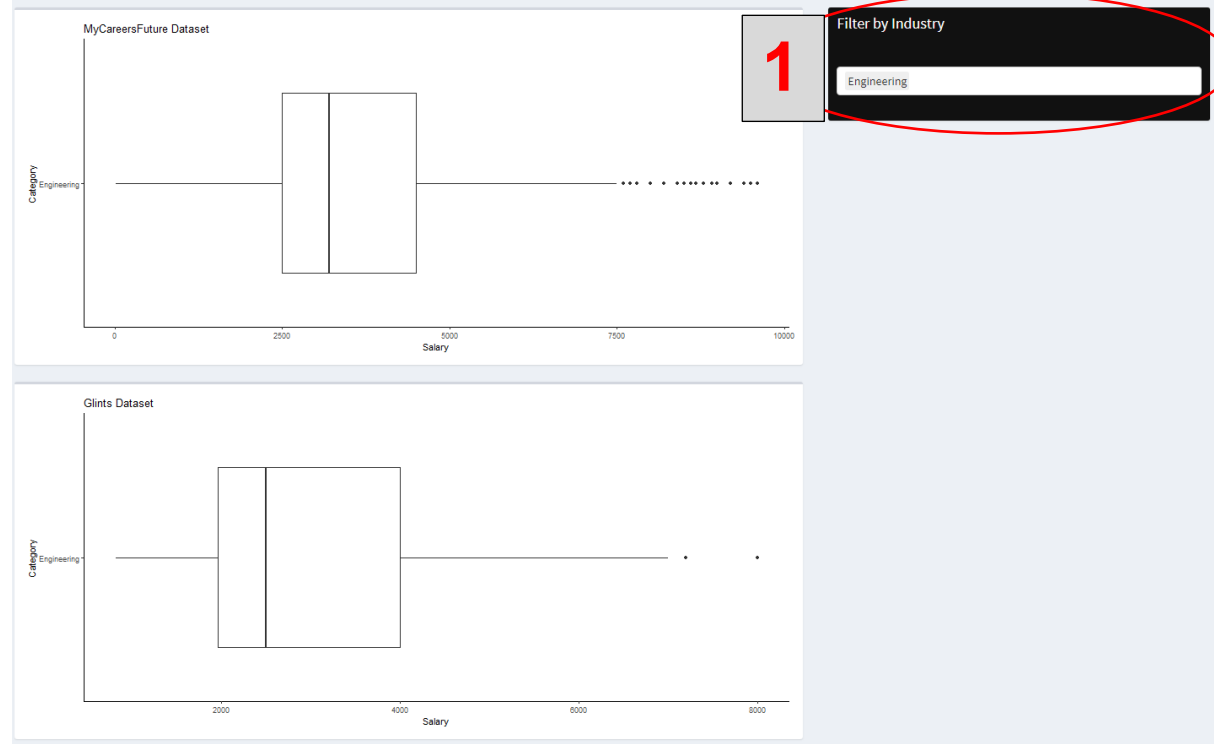 MyCareersFuture Dataset
Category
Engineering
0 2500 5000 7500 10000
Salary
1
Filter by Industry
Engineering
Glints Dataset
Category
Engineering
2000 4000 6000 8000
Salary